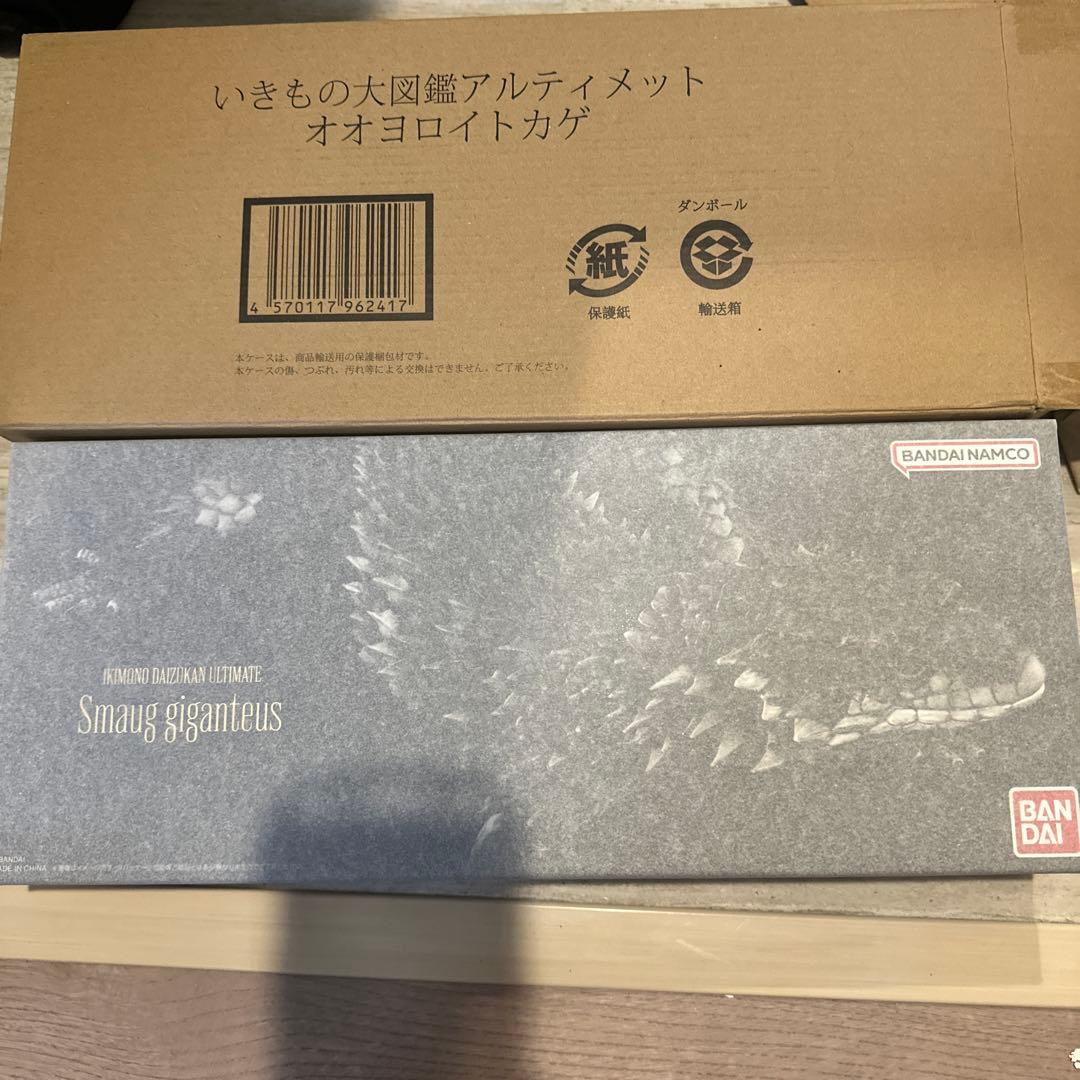 いきもの大図鑑アルティメット
オオヨロイトカゲ
ダンボール
紙
保護紙
輸送箱
4 570117 962417
本ケースは、商品輸送用の保護梱包材です。
本ケースの傷、つぶれ、汚れ等による交換はできません。ご了承ください。
BANDAI NAMCO
IKIMONO DAIZUKAN ULTIMATE
Smaug giganteus
BAN
DAI
BANDAI
ADE IN CHINA